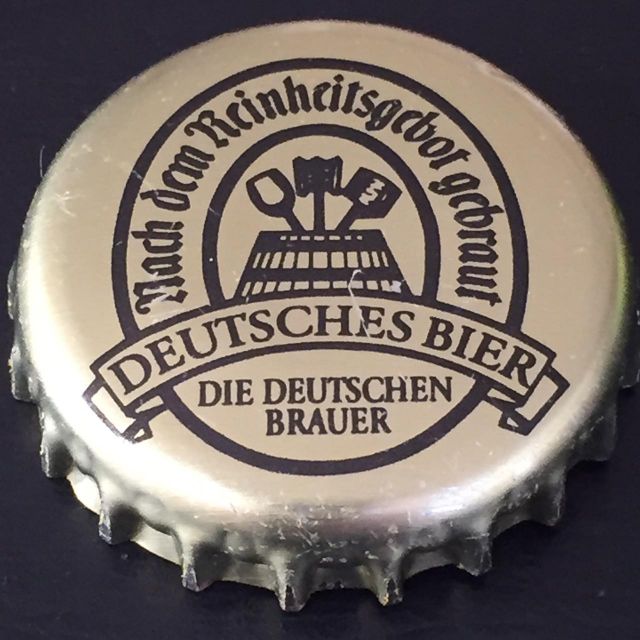 Nach dem Reinheitsgebot gebraut
DEUTSCHES BIER
DIE DEUTSCHEN
BRAUER